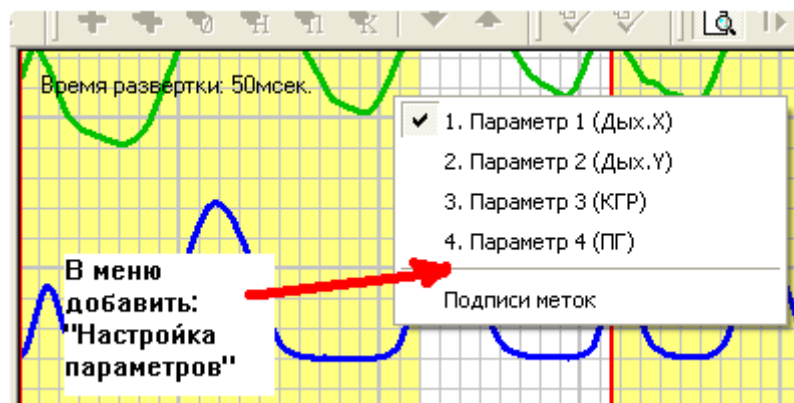 0 Н П К
Время развертки: 50мсек.
1. Параметр 1 (Дых.X)
2. Параметр 2 (Дых.Y)
3. Параметр 3 (КГР)
4. Параметр 4 (ПГ)
Подписи меток
В меню
добавить:
"Настройка
параметров"